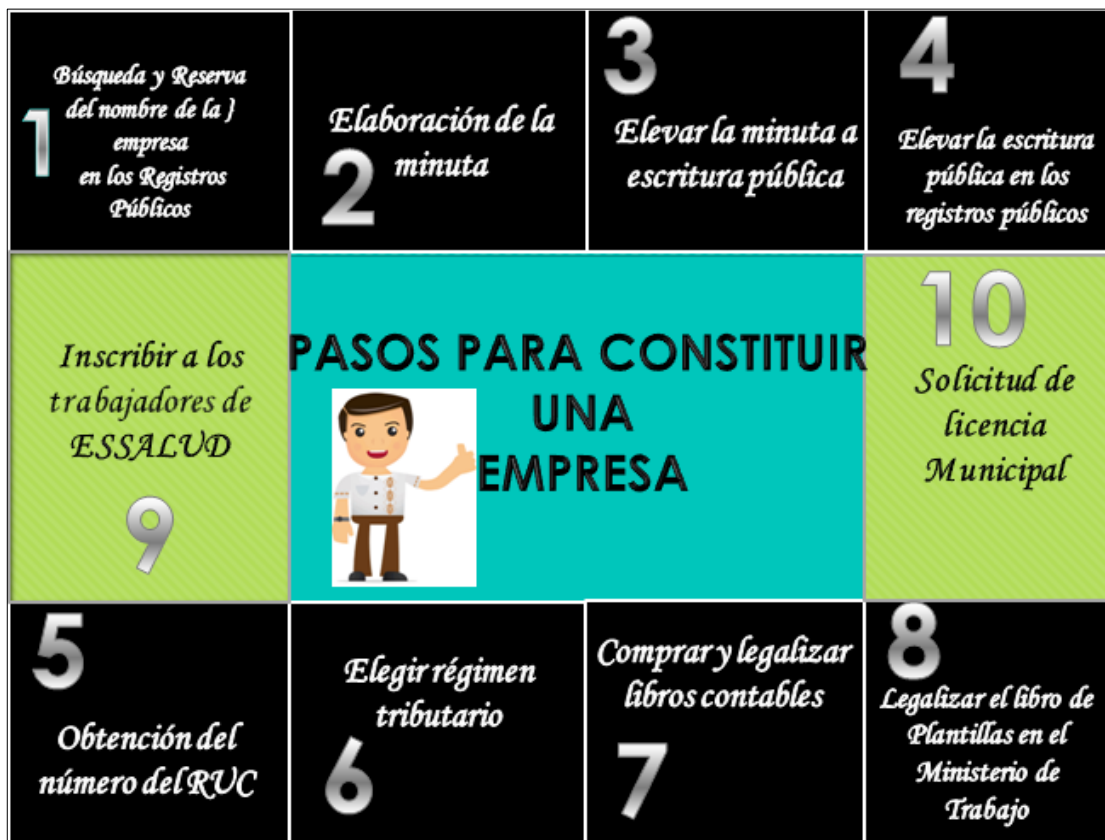 1
Búsqueda y Reserva
del nombre de la }
empresa
en los Registros
Públicos
Elaboración de la
minuta
2
3
Elevar la minuta a
escritura pública
4
Elevar la escritura
pública en los
registros públicos
Inscribir a los
trabajadores de
ESSALUD
9
PASOS PARA CONSTITUIR
UNA
EMPRESA
10
Solicitud de
licencia
Municipal
5
Obtención del
número del RUC
Elegir régimen
tributario
6
Comprar y legalizar
libros contables
7
8
Legalizar el libro de
Plantillas en el
Ministerio de
Trabajo